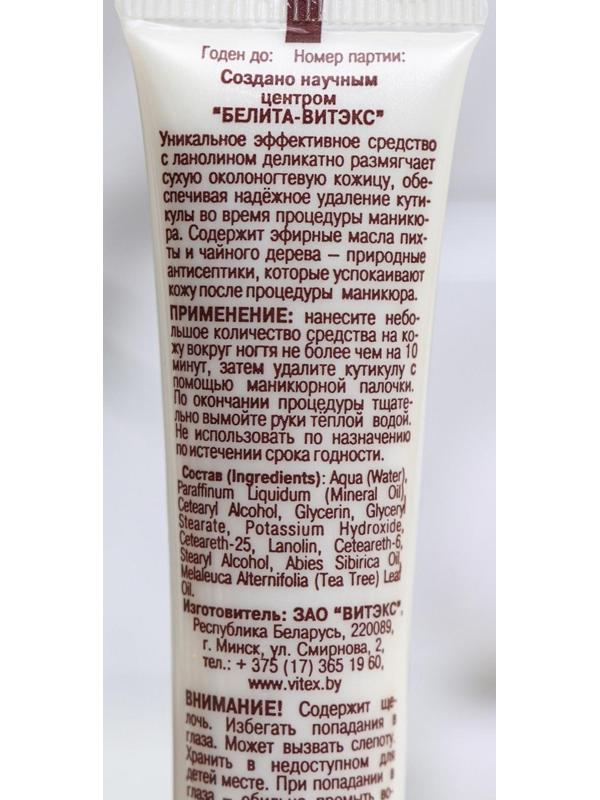 Годен до: Номер партии:
Создано научным
центром
"БЕЛИТА-ВИТЭКС"
Уникальное эффективное средство
с ланолином деликатно размягчает
сухую околоногтевую кожицу, обе-
спечивая надёжное удаление кути-
кулы во время процедуры маникю-
ра. Содержит эфирные масла пих-
ты и чайного дерева – природные
антисептики, которые успокаивают
кожу после процедуры маникюра.
ПРИМЕНЕНИЕ: нанесите небо-
льшое количество средства на ко-
жу вокруг ногтя не более чем на 10
минут, затем удалите кутикулу с
помощью маникюрной палочки.
По окончании процедуры тщате-
льно вымойте руки тёплой водой.
Не использовать по назначению
по истечении срока годности.
Состав (Ingredients): Aqua (Water),
Paraffinum Liquidum (Mineral Oil),
Cetearyl Alcohol, Glycerin, Glyceryl
Stearate, Potassium Hydroxide,
Ceteareth-25, Lanolin, Ceteareth-6,
Stearyl Alcohol, Abies Sibirica Oil,
Melaleuca Alternifolia (Tea Tree) Leaf
Oil.
Изготовитель: ЗАО "ВИТЭКС",
Республика Беларусь, 220089,
г. Минск, ул. Смирнова, 2,
тел.: + 375 (17) 365 19 60,
www.vitex.by
ВНИМАНИЕ! Содержит ще-
лочь. Избегать попадания в
глаза. Может вызвать слепоту.
Хранить в недоступном для
детей месте. При попадании в
глаза – обильно промыть во-